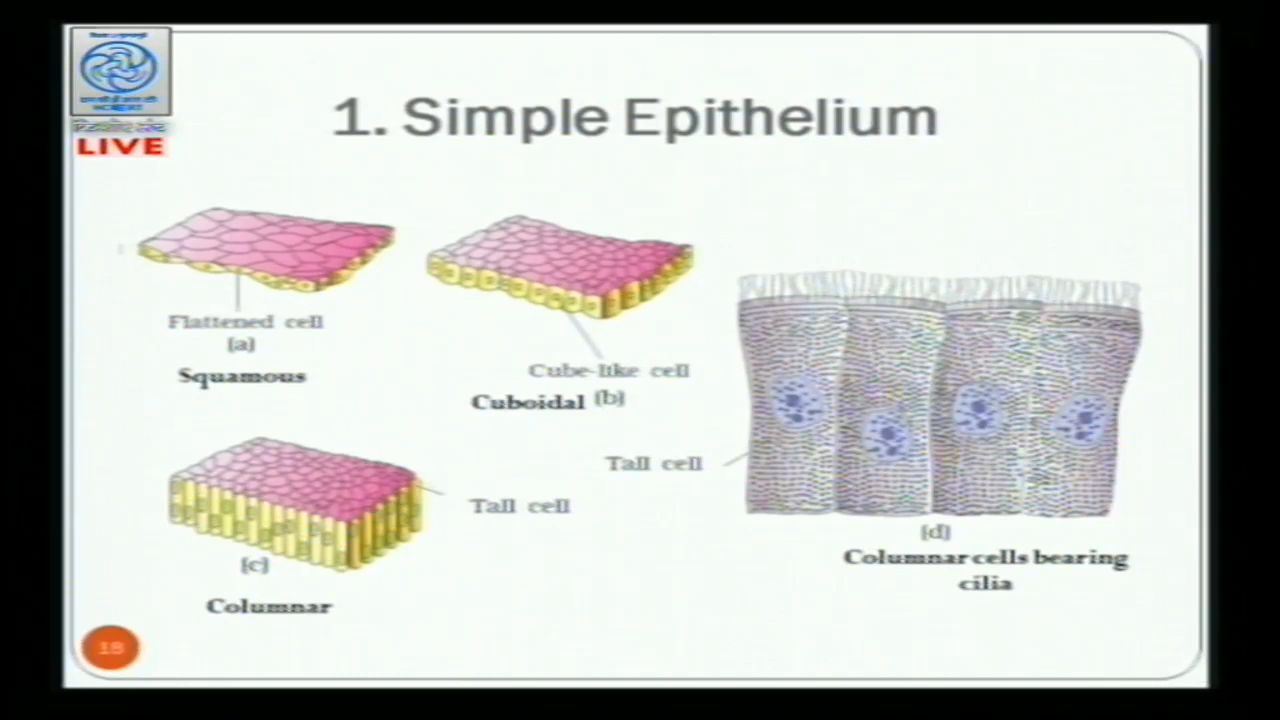 NCERT
LIVE
1. Simple Epithelium
Flattened cell
(a)
Squamous
Cube-like cell
Cuboidal (b)
Tall cell
Tall cell
(c)
Columnar
(d)
Columnar cells bearing
cilia
18